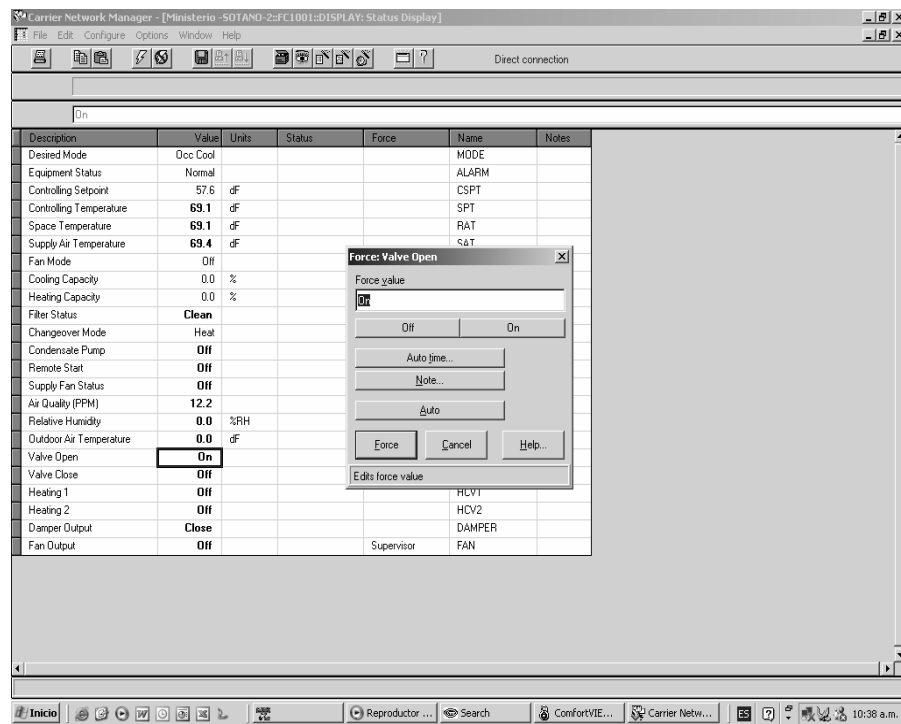 Carrier Network Manager - [Ministerio -SOTANO-2::FC1001::DISPLAY: Status Display]
File Edit Configure Options Window Help
Direct connection
On
Description Value Units Status Force Name Notes
Desired Mode Occ Cool MODE
Equipment Status Normal ALARM
Controlling Setpoint 57.6 dF CSPT
Controlling Temperature 69.1 dF SPT
Space Temperature 69.1 dF RAT
Supply Air Temperature 69.4 dF SAT
Fan Mode Off
Cooling Capacity 0.0 %
Heating Capacity 0.0 %
Filter Status Clean
Changeover Mode Heat
Condensate Pump Off
Remote Start Off
Supply Fan Status Off
Air Quality (PPM) 12.2
Relative Humidity 0.0 %RH
Outdoor Air Temperature 0.0 dF
Valve Open On
Valve Close Off
Heating 1 Off HCV1
Heating 2 Off HCV2
Damper Output Close DAMPER
Fan Output Off Supervisor FAN
Force: Valve Open
Force value
On
Off On
Auto time...
Note...
Auto
Force Cancel Help...
Edits force value
Inicio Reproductor ... Search ComfortVIE... Carrier Netw... ES 10:38 a.m.